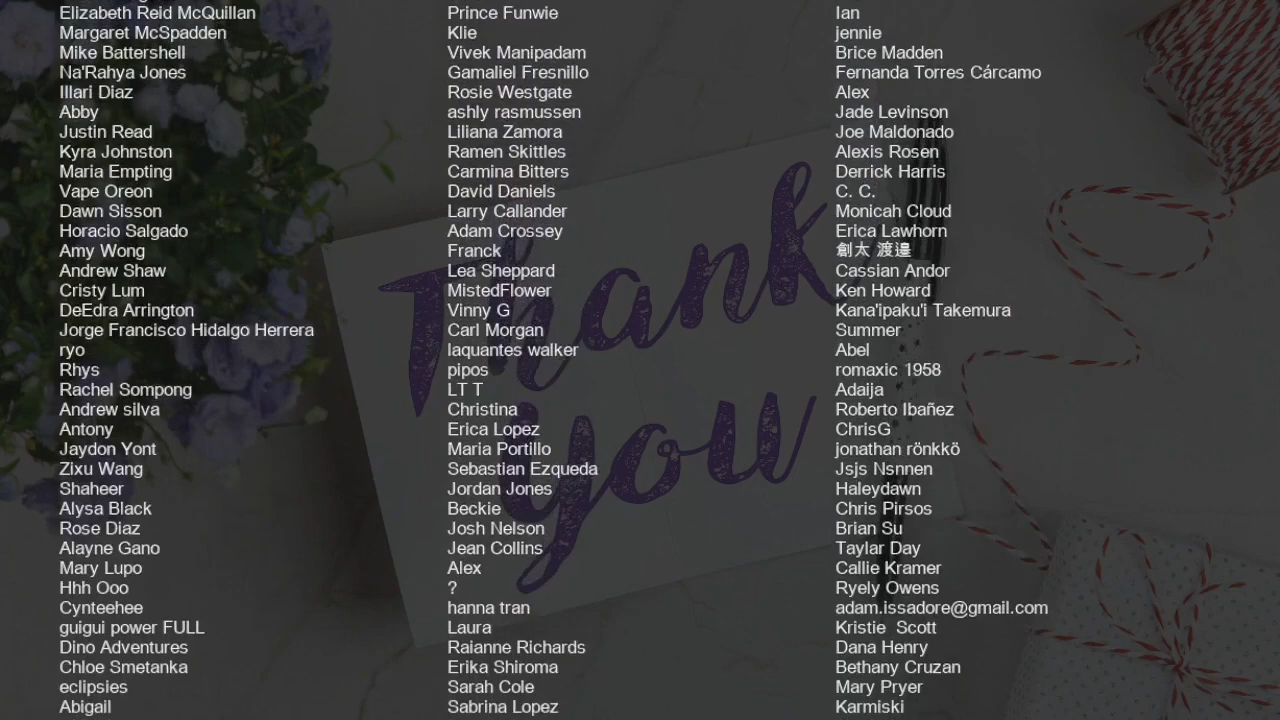 Elizabeth Reid McQuillan
Margaret McSpadden
Mike Battershell
Na'Rahya Jones
Illari Diaz
Abby
Justin Read
Kyra Johnston
Maria Empting
Vape Oreon
Dawn Sisson
Horacio Salgado
Amy Wong
Andrew Shaw
Cristy Lum
DeEdra Arrington
Jorge Francisco Hidalgo Herrera
ryo
Rhys
Rachel Sompong
Andrew silva
Antony
Jaydon Yont
Zixu Wang
Shaheer
Alysa Black
Rose Diaz
Alayne Gano
Mary Lupo
Hhh Ooo
Cynteehee
guigui power FULL
Dino Adventures
Chloe Smetanka
eclipsies
Abigail
Prince Funwie
Klie
Vivek Manipadam
Gamaliel Fresnillo
Rosie Westgate
ashly rasmussen
Liliana Zamora
Ramen Skittles
Carmina Bitters
David Daniels
Larry Callander
Adam Crossey
Franck
Lea Sheppard
MistedFlower
Vinny G
Carl Morgan
laquantes walker
pipos
LT T
Christina
Erica Lopez
Maria Portillo
Sebastian Ezqueda
Jordan Jones
Beckie
Josh Nelson
Jean Collins
Alex
?
hanna tran
Laura
Raianne Richards
Erika Shiroma
Sarah Cole
Sabrina Lopez
Ian
jennie
Brice Madden
Fernanda Torres Cárcamo
Alex
Jade Levinson
Joe Maldonado
Alexis Rosen
Derrick Harris
C. C.
Monicah Cloud
Erica Lawhorn
創太 渡邉
Cassian Andor
Ken Howard
Kana'ipaku'i Takemura
Summer
Abel
romaxic 1958
Adaija
Roberto Ibañez
ChrisG
jonathan rönkkö
Jsjs Nsnnen
Haleydawn
Chris Pirsos
Brian Su
Taylar Day
Callie Kramer
Ryely Owens
adam.issadore@gmail.com
Kristie  Scott
Dana Henry
Bethany Cruzan
Mary Pryer
Karmiski
Thank
you